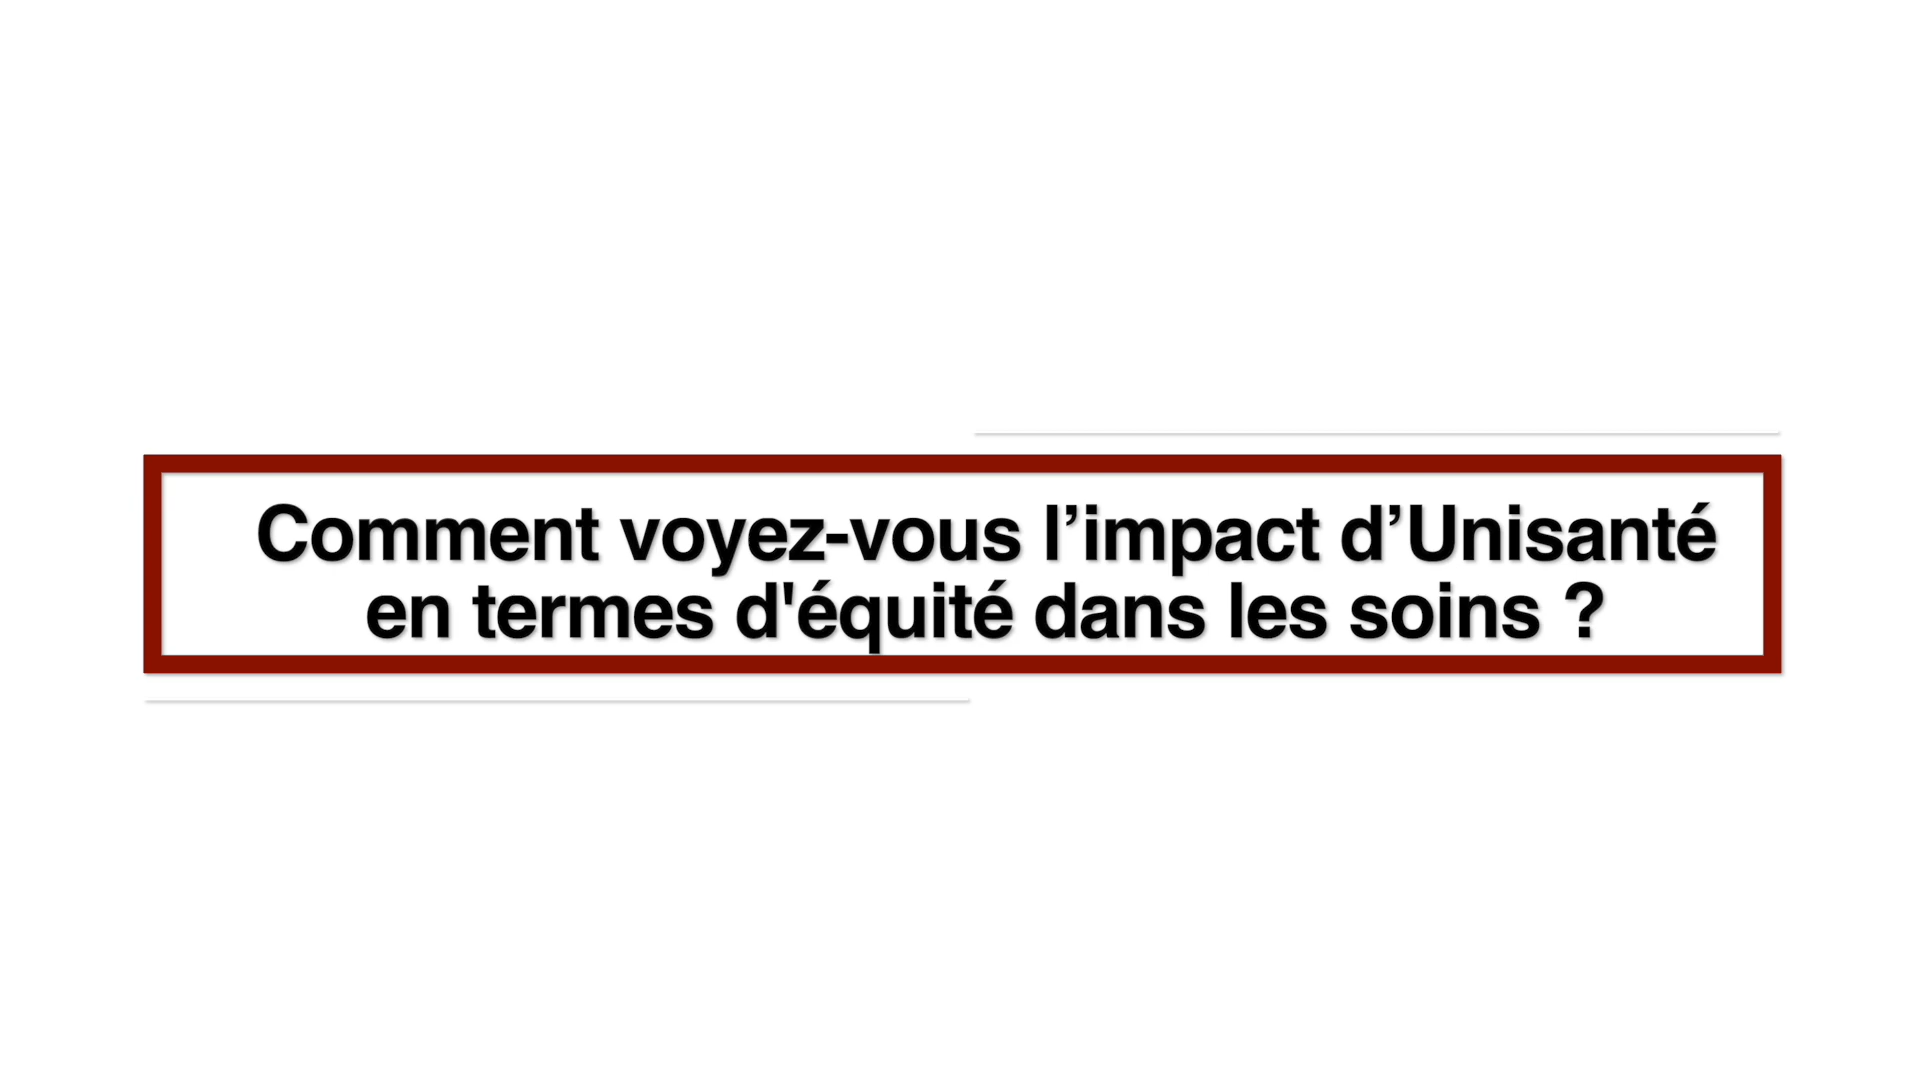 Comment voyez-vous l’impact d’Unisanté
en termes d'équité dans les soins ?